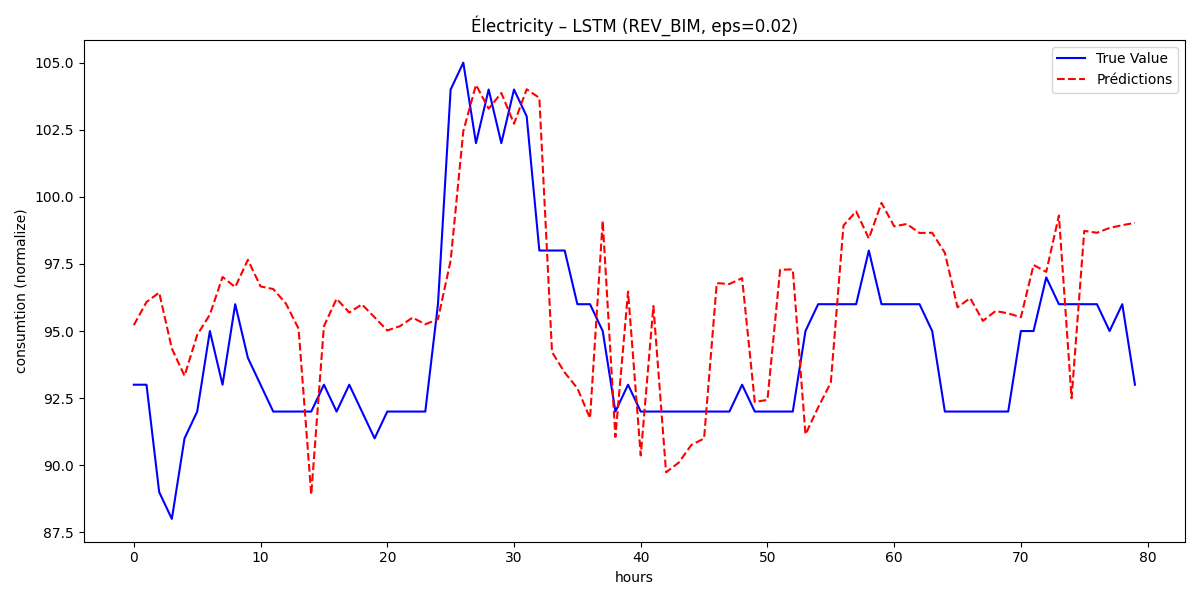 Électricity – LSTM (REV_BIM, eps=0.02)
True Value
Prédictions
consumtion (normalize)
105.0
102.5
100.0
97.5
95.0
92.5
90.0
87.5
0 10 20 30 40 50 60 70 80
hours